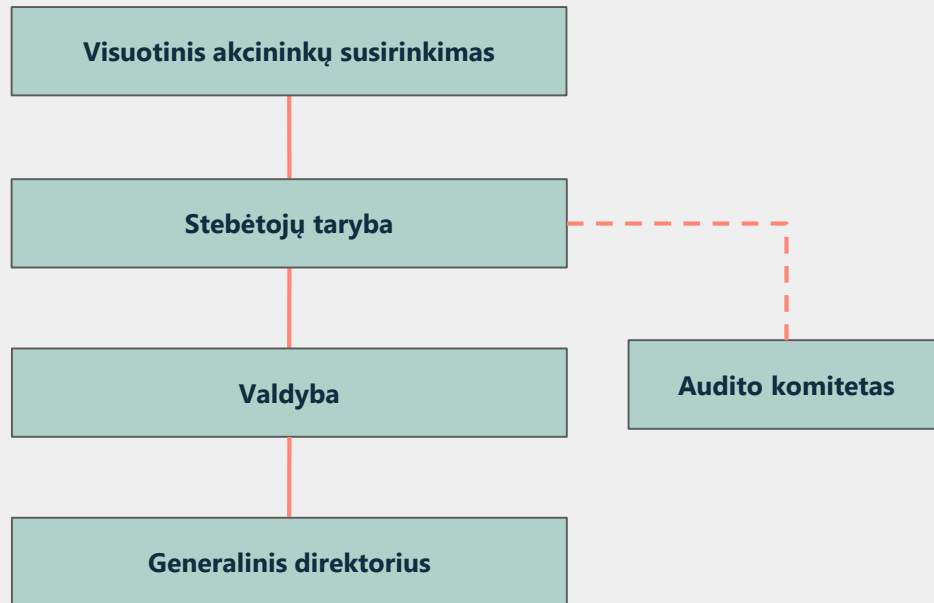 Visuotinis akcininkų susirinkimas
Stebėtojų taryba
Valdyba
Audito komitetas
Generalinis direktorius